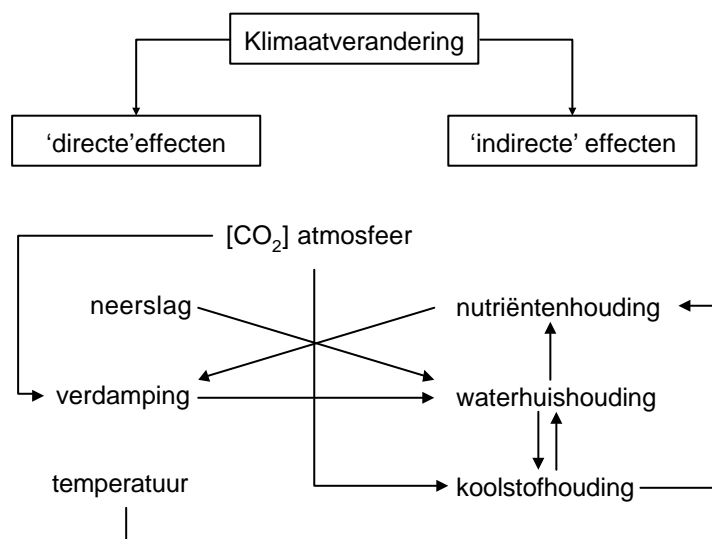 Klimaatverandering
‘directe’effecten
‘indirecte’ effecten
[CO₂] atmosfeer
neerslag
nutriëntenhouding
verdamping
waterhuishouding
temperatuur
koolstofhouding